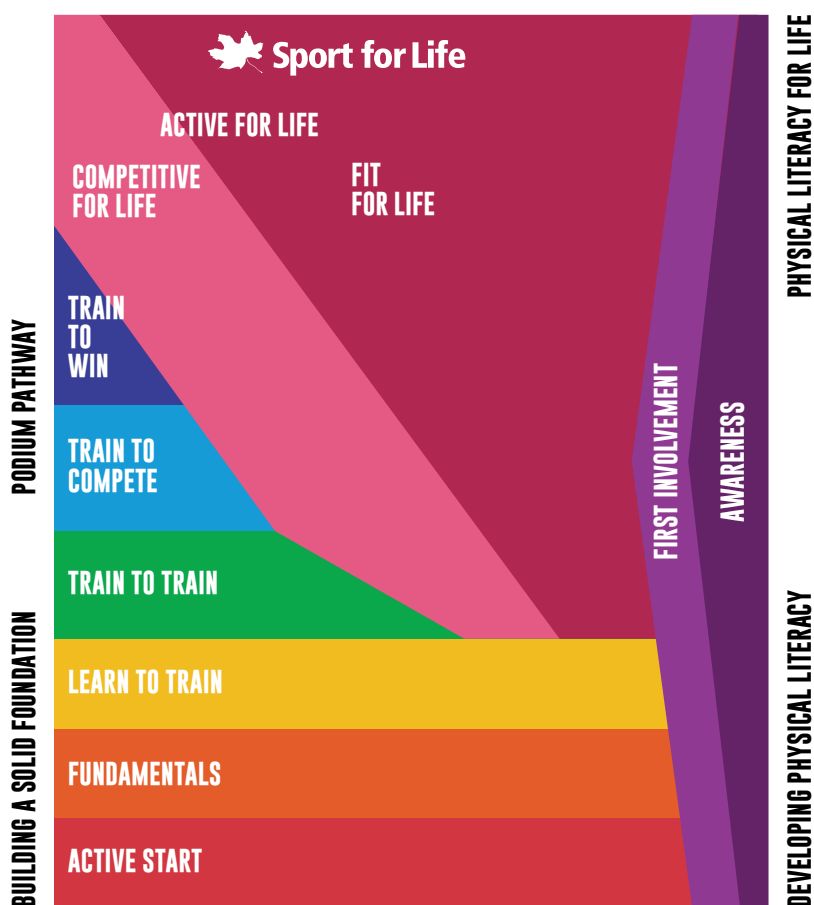 Sport for Life
ACTIVE FOR LIFE
COMPETITIVE
FOR LIFE
FIT
FOR LIFE
TRAIN
TO
WIN
TRAIN TO
COMPETE
TRAIN TO TRAIN
LEARN TO TRAIN
FUNDAMENTALS
ACTIVE START
FIRST INVOLVEMENT
AWARENESS
PODIUM PATHWAY
BUILDING A SOLID FOUNDATION
PHYSICAL LITERACY FOR LIFE
DEVELOPING PHYSICAL LITERACY